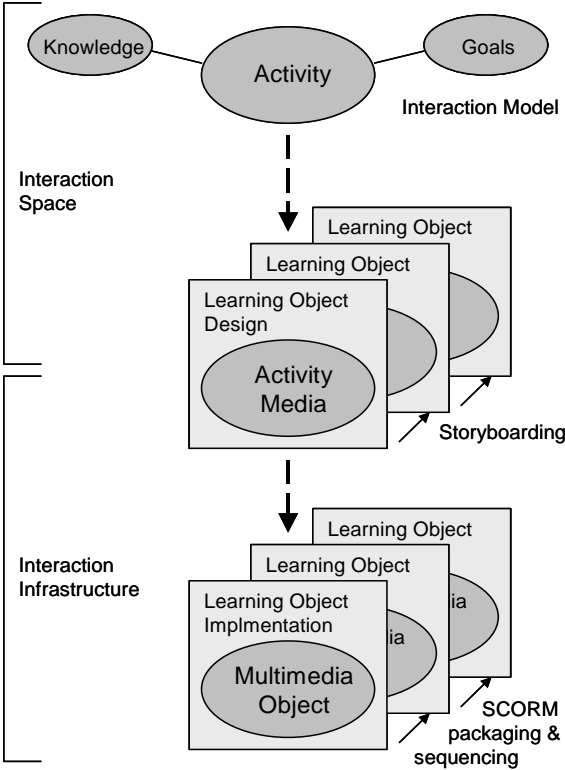 Knowledge
Activity
Goals
Interaction Model
Interaction
Space
Learning Object
Learning Object
Learning Object
Design
Activity
Media
Storyboarding
Interaction
Infrastructure
Learning Object
Learning Object
Learning Object
Implmentation
ia
ia
Multimedia
Object
SCORM
packaging &
sequencing